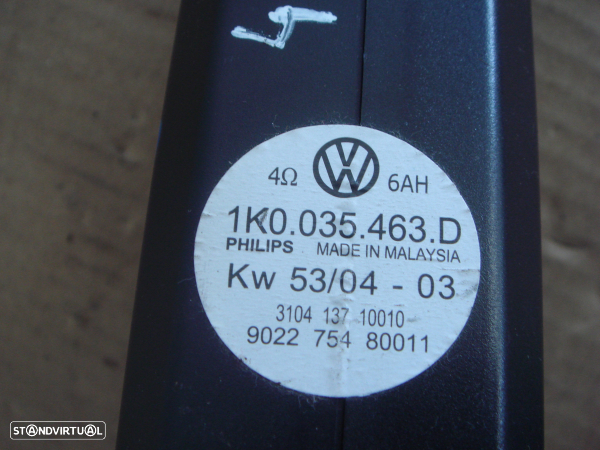 4Ω VW 6AH
1K0.035.463.D
PHILIPS MADE IN MALAYSIA
Kw 53/04 - 03
3104 137 10010
9022 754 80011
STANDVIRTUAL